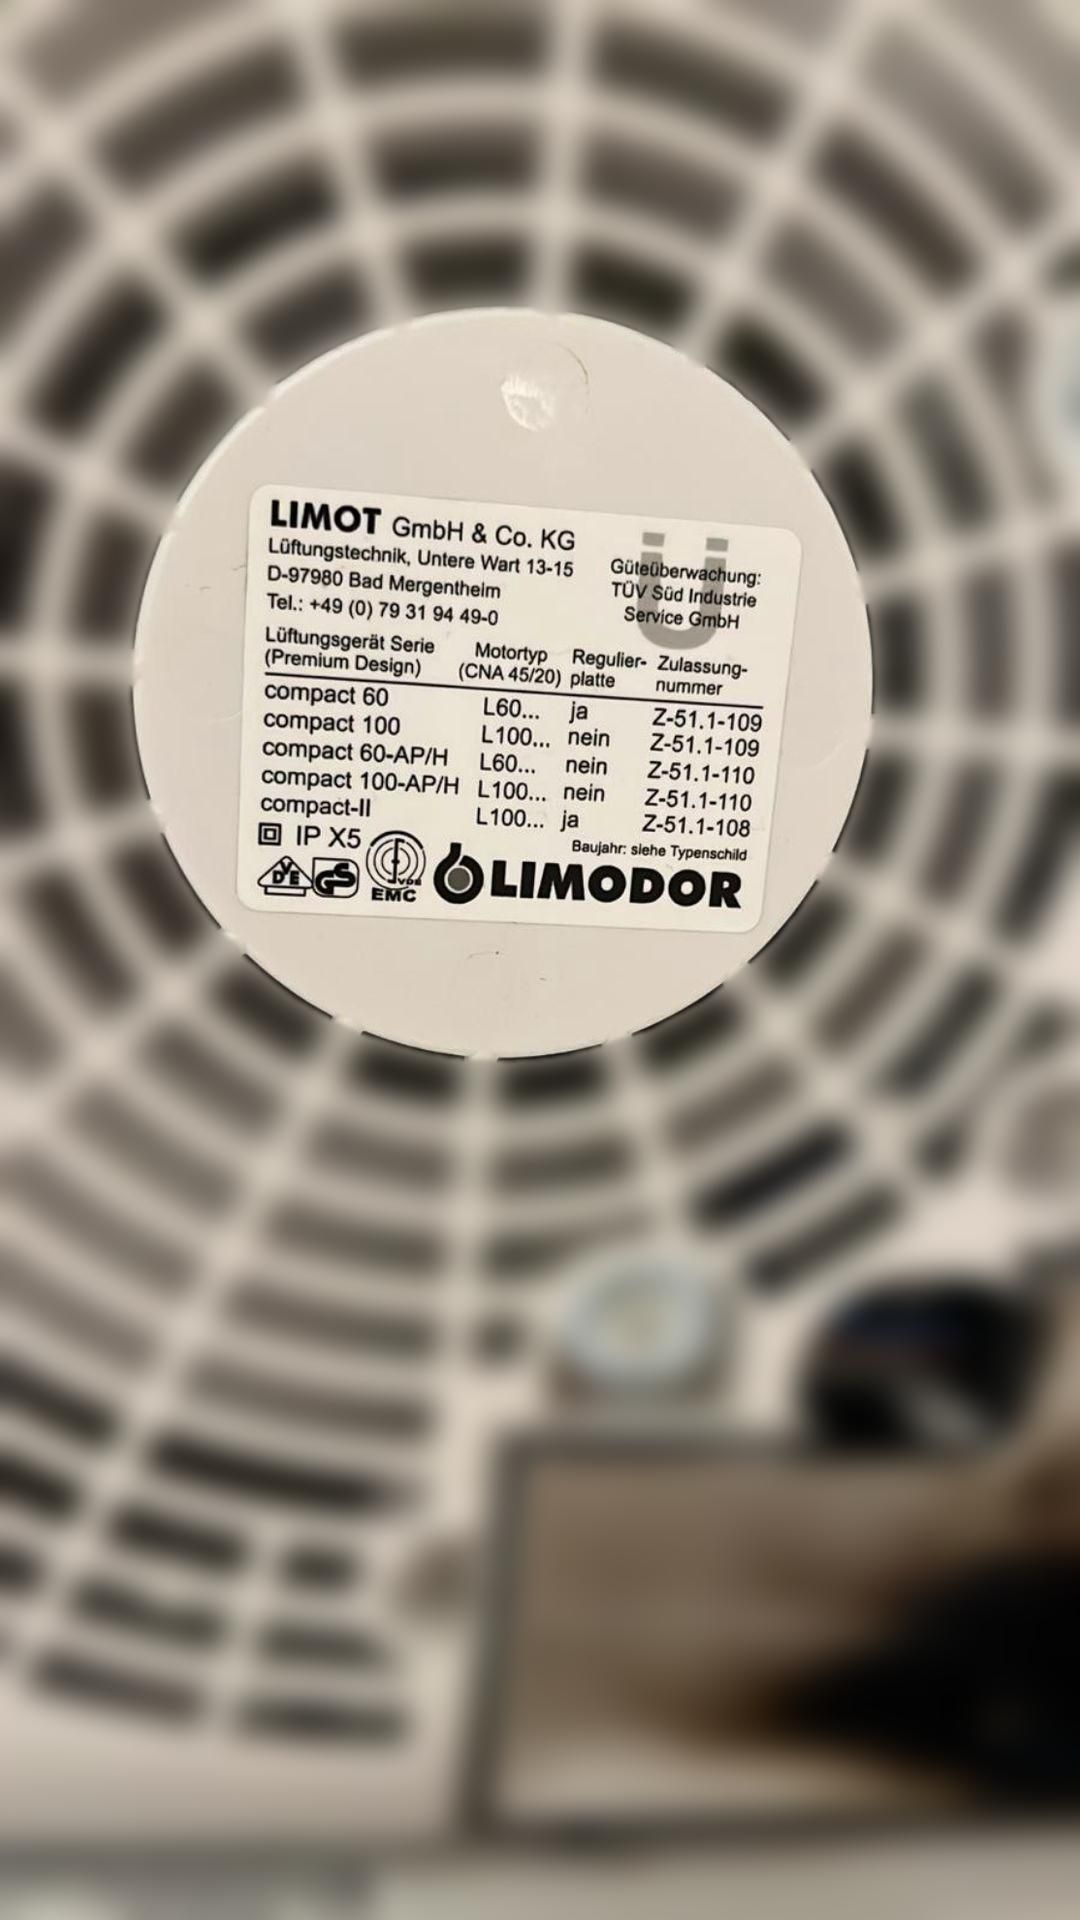 LIMOT GmbH & Co. KG
Lüftungstechnik, Untere Wart 13-15
D-97980 Bad Mergentheim
Tel.: +49 (0) 79 31 94 49-0
Ü
Güteüberwachung:
TÜV Süd Industrie
Service GmbH
Lüftungsgerät Serie Motortyp Regulier- Zulassung-
(Premium Design) (CNA 45/20) platte nummer
compact 60 L60... ja Z-51.1-109
compact 100 L100... nein Z-51.1-109
compact 60-AP/H L60... nein Z-51.1-110
compact 100-AP/H L100... nein Z-51.1-110
compact-II L100... ja Z-51.1-108
IP X5
Baujahr: siehe Typenschild
DVE GS VDE
EMC
LIMODOR